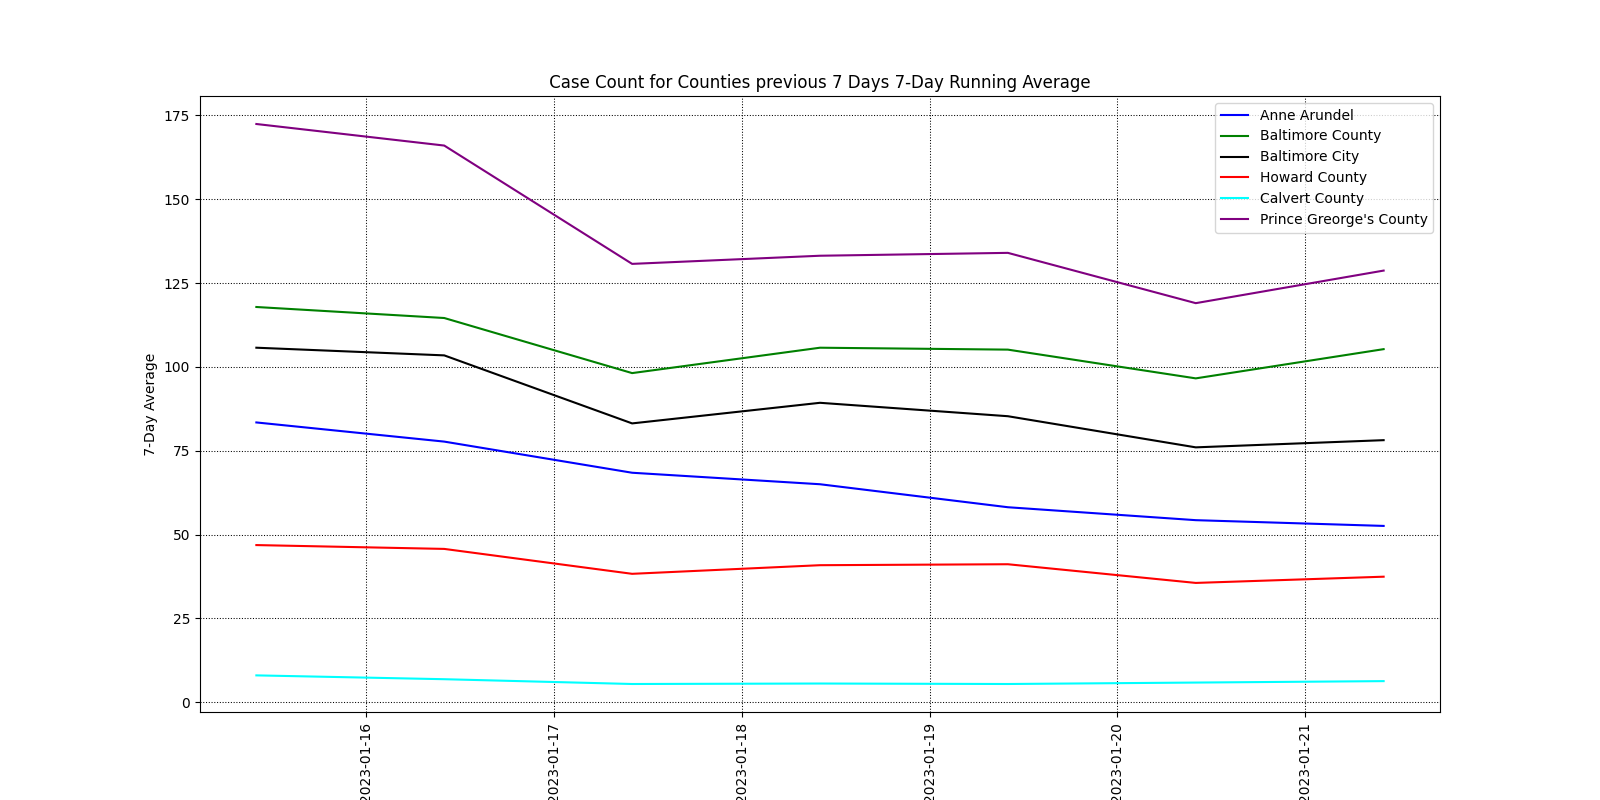 Case Count for Counties previous 7 Days 7-Day Running Average
175
150
125
100
75
50
25
0
7-Day Average
Anne Arundel
Baltimore County
Baltimore City
Howard County
Calvert County
Prince Greorge's County
2023-01-16
2023-01-17
2023-01-18
2023-01-19
2023-01-20
2023-01-21